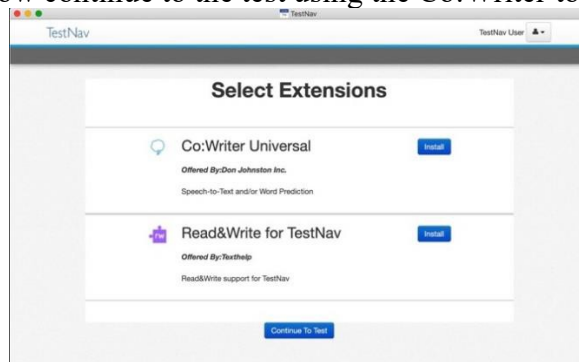 ow continue to the test using the Co:Writer to
TestNav
TestNav
TestNav User
Select Extensions
Co:Writer Universal
Install
Offered By:Don Johnston Inc.
Speech-to-Text and/or Word Prediction
rw
Read&Write for TestNav
Install
Offered By:Texthelp
Read&Write support for TestNav
Continue To Test